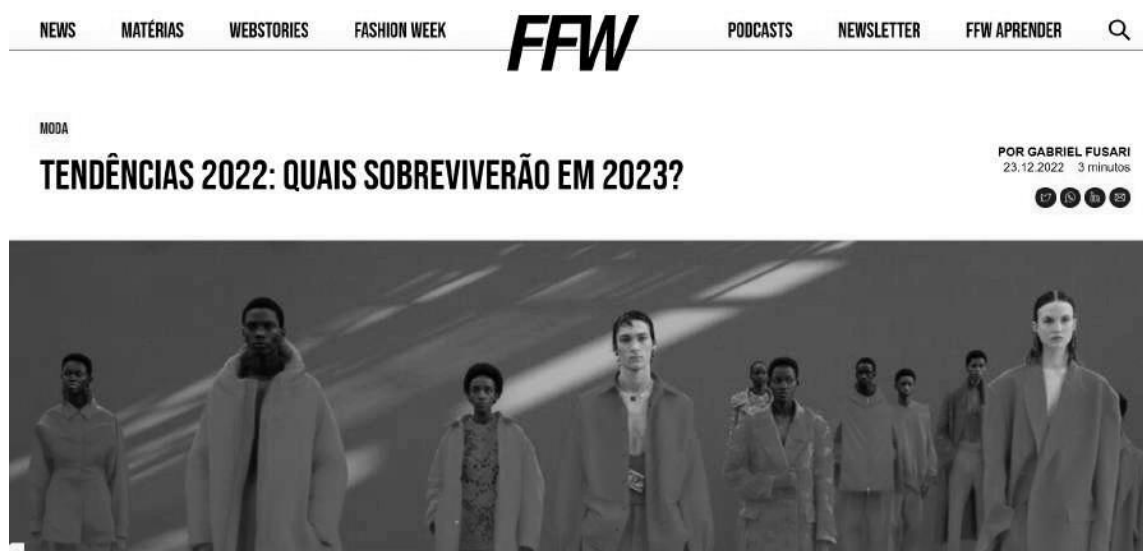 NEWS MATÉRIAS WEBSTORIES FASHION WEEK FFW PODCASTS NEWSLETTER FFW APRENDER
MODA
TENDÊNCIAS 2022: QUAIS SOBREVIVERÃO EM 2023?
POR GABRIEL FUSARI
23.12.2022 3 minutos